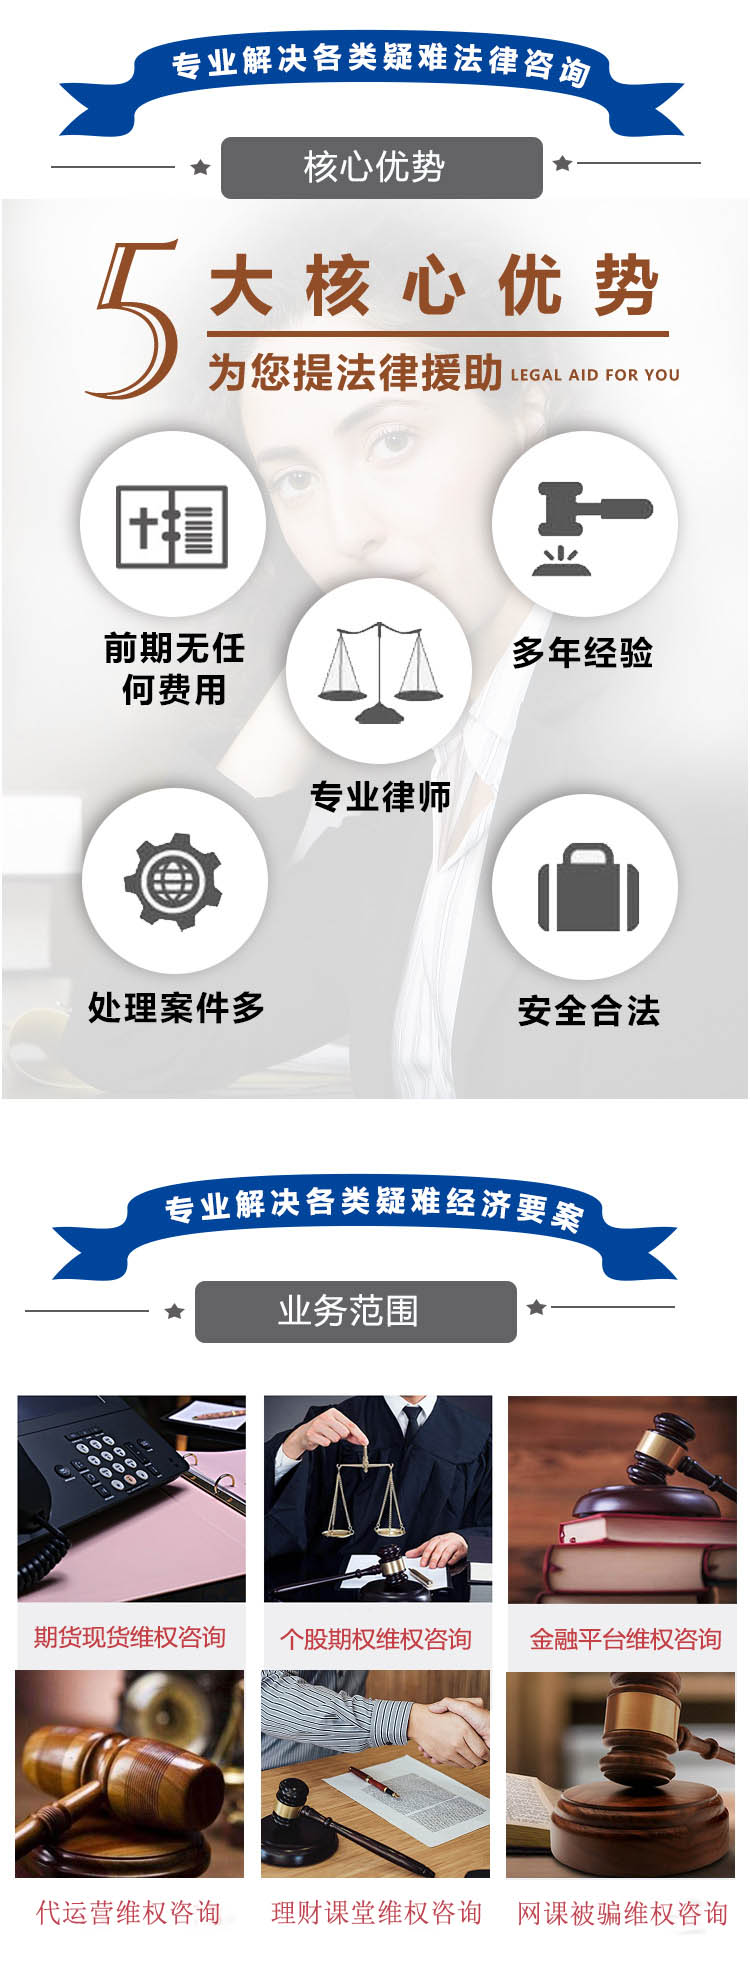 专业解决各类疑难法律咨询
核心优势
5大核心优势
为您提法律援助 LEGAL AID FOR YOU
前期无任
何费用
多年经验
专业律师
处理案件多
安全合法
专业解决各类疑难经济要案
业务范围
期货现货维权咨询
个股期权维权咨询
金融平台维权咨询
代运营维权咨询
理财课堂维权咨询
网课被骗维权咨询